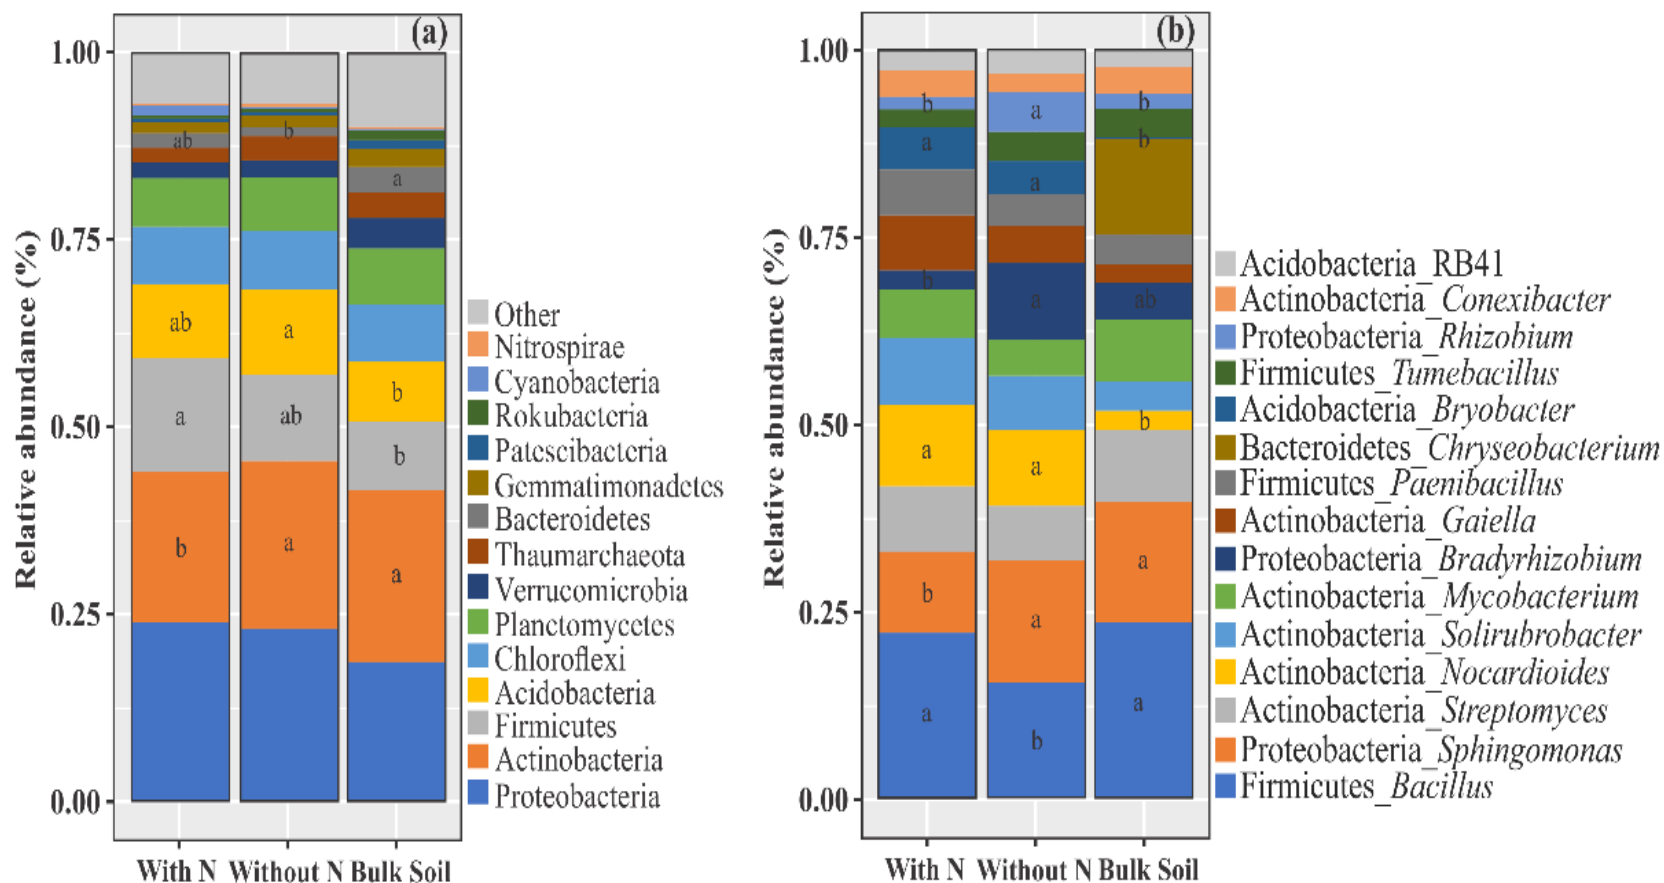 (a)
1.00
0.75
0.50
0.25
0.00
Relative abundance (%)
ab
b
a
ab
a
b
a
ab
b
b
a
a
With N
Without N
Bulk Soil
Other
Nitrospirae
Cyanobacteria
Rokubacteria
Patescibacteria
Gemmatimonadetes
Bacteroidetes
Thaumarchaeota
Verrucomicrobia
Planctomycetes
Chloroflexi
Acidobacteria
Firmicutes
Actinobacteria
Proteobacteria
(b)
1.00
0.75
0.50
0.25
0.00
Relative abundance (%)
b
a
b
a
a
b
b
a
ab
a
a
b
b
a
a
a
b
a
With N
Without N
Bulk Soil
Acidobacteria_RB41
Actinobacteria_Conexibacter
Proteobacteria_Rhizobium
Firmicutes_Tumebacillus
Acidobacteria_Bryobacter
Bacteroidetes_Chryseobacterium
Firmicutes_Paenibacillus
Actinobacteria_Gaiella
Proteobacteria_Bradyrhizobium
Actinobacteria_Mycobacterium
Actinobacteria_Solirubrobacter
Actinobacteria_Nocardioides
Actinobacteria_Streptomyces
Proteobacteria_Sphingomonas
Firmicutes_Bacillus